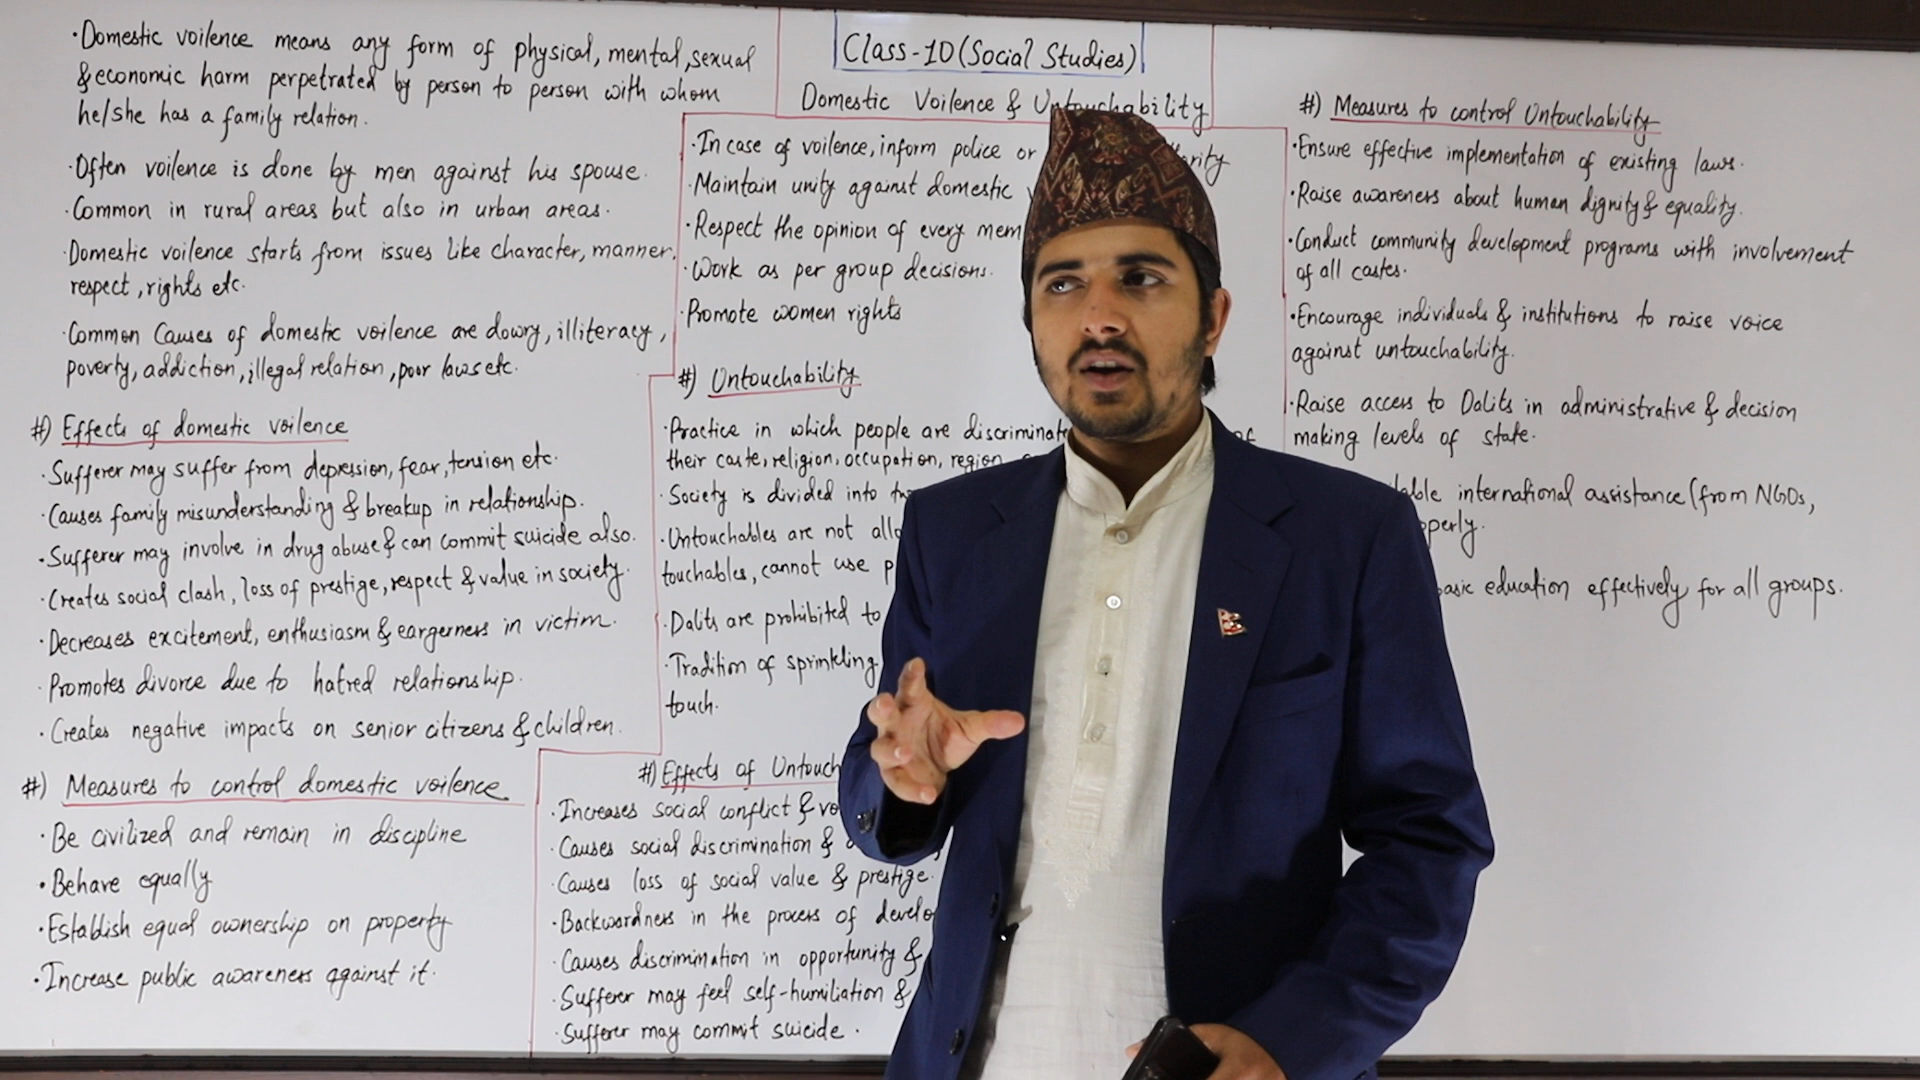 Class-10 (Social Studies)
Domestic Voilence & Untouchability
·Domestic voilence means any form of physical, mental, sexual
& economic harm perpetrated by person to person with whom
he/she has a family relation.
·Often voilence is done by men against his spouse.
·Common in rural areas but also in urban areas.
·Domestic voilence starts from issues like character, manner,
respect, rights etc.
·Common Causes of domestic voilence are dowry, illiteracy,
poverty, addiction, illegal relation, poor laws etc.
#) Effects of domestic voilence
·Sufferer may suffer from depression, fear, tension etc.
·Causes family misunderstanding & breakup in relationship.
·Sufferer may involve in drug abuse & can commit suicide also.
·Creates social clash, loss of prestige, respect & value in society.
·Decreases excitement, enthusiasm & eargerness in victim.
·Promotes divorce due to hatred relationship.
·Creates negative impacts on senior citizens & children.
#) Measures to control domestic voilence
·Be civilized and remain in discipline
·Behave equally
·Establish equal ownership on property
·Increase public awareness against it.
·In case of voilence, inform police or
·Maintain unity against domestic
·Respect the opinion of every mem
·Work as per group decisions.
·Promote women rights
#) Untouchability
·Practice in which people are discriminate of
their caste, religion, occupation, region
·Society is divided into
·Untouchables are not allo
touchables, cannot use p
·Dalits are prohibited to
·Tradition of sprinkling
touch.
#) Effects of Untouch
·Increases social conflict & vo
·Causes social discrimination &
·Causes loss of social value & prestige.
·Backwardness in the process of develo
·Causes discrimination in opportunity &
·Sufferer may feel self-humiliation &
·Sufferer may commit suicide.
#) Measures to control Untouchability
·Ensure effective implementation of existing laws.
·Raise awareness about human dignity & equality.
·Conduct community development programs with involvement
of all castes.
·Encourage individuals & institutions to raise voice
against untouchability.
·Raise access to Dalits in administrative & decision
making levels of state.
lable international assistance (from NGOs,
operly.
basic education effectively for all groups.